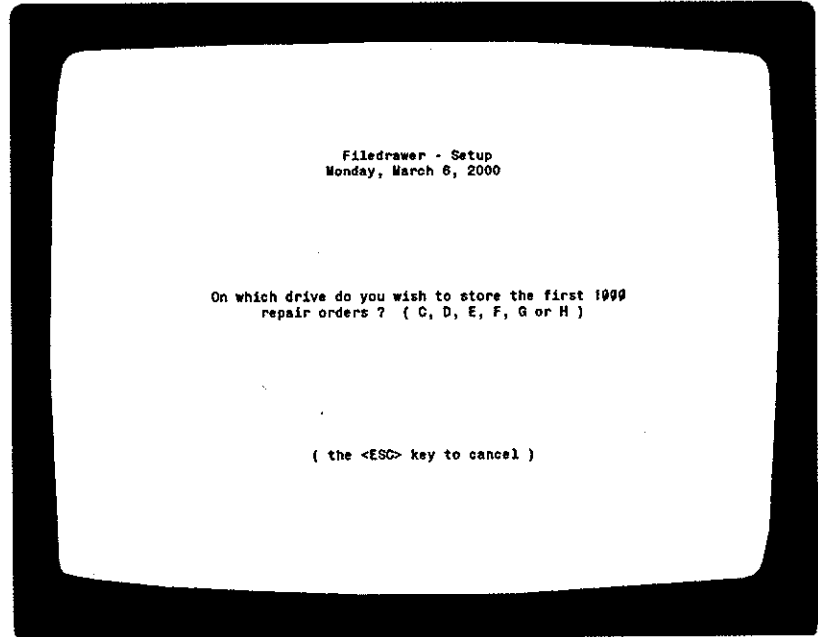 Filedrawer - Setup
Monday, March 6, 2000
On which drive do you wish to store the first 1000
repair orders ? ( C, D, E, F, G or H )
( the <ESC> key to cancel )